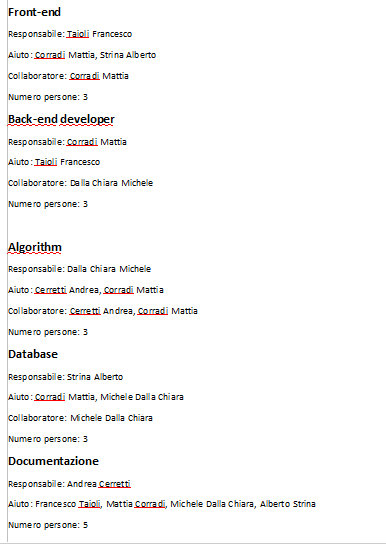 Front-end
Responsabile: Taioli Francesco
Aiuto: Corradi Mattia, Strina Alberto
Collaboratore: Corradi Mattia
Numero persone: 3
Back-end developer
Responsabile: Corradi Mattia
Aiuto: Taioli Francesco
Collaboratore: Dalla Chiara Michele
Numero persone: 3
Algorithm
Responsabile: Dalla Chiara Michele
Aiuto: Cerretti Andrea, Corradi Mattia
Collaboratore: Cerretti Andrea, Corradi Mattia
Numero persone: 3
Database
Responsabile: Strina Alberto
Aiuto: Corradi Mattia, Michele Dalla Chiara
Collaboratore: Michele Dalla Chiara
Numero persone: 3
Documentazione
Responsabile: Andrea Cerretti
Aiuto: Francesco Taioli, Mattia Corradi, Michele Dalla Chiara, Alberto Strina
Numero persone: 5